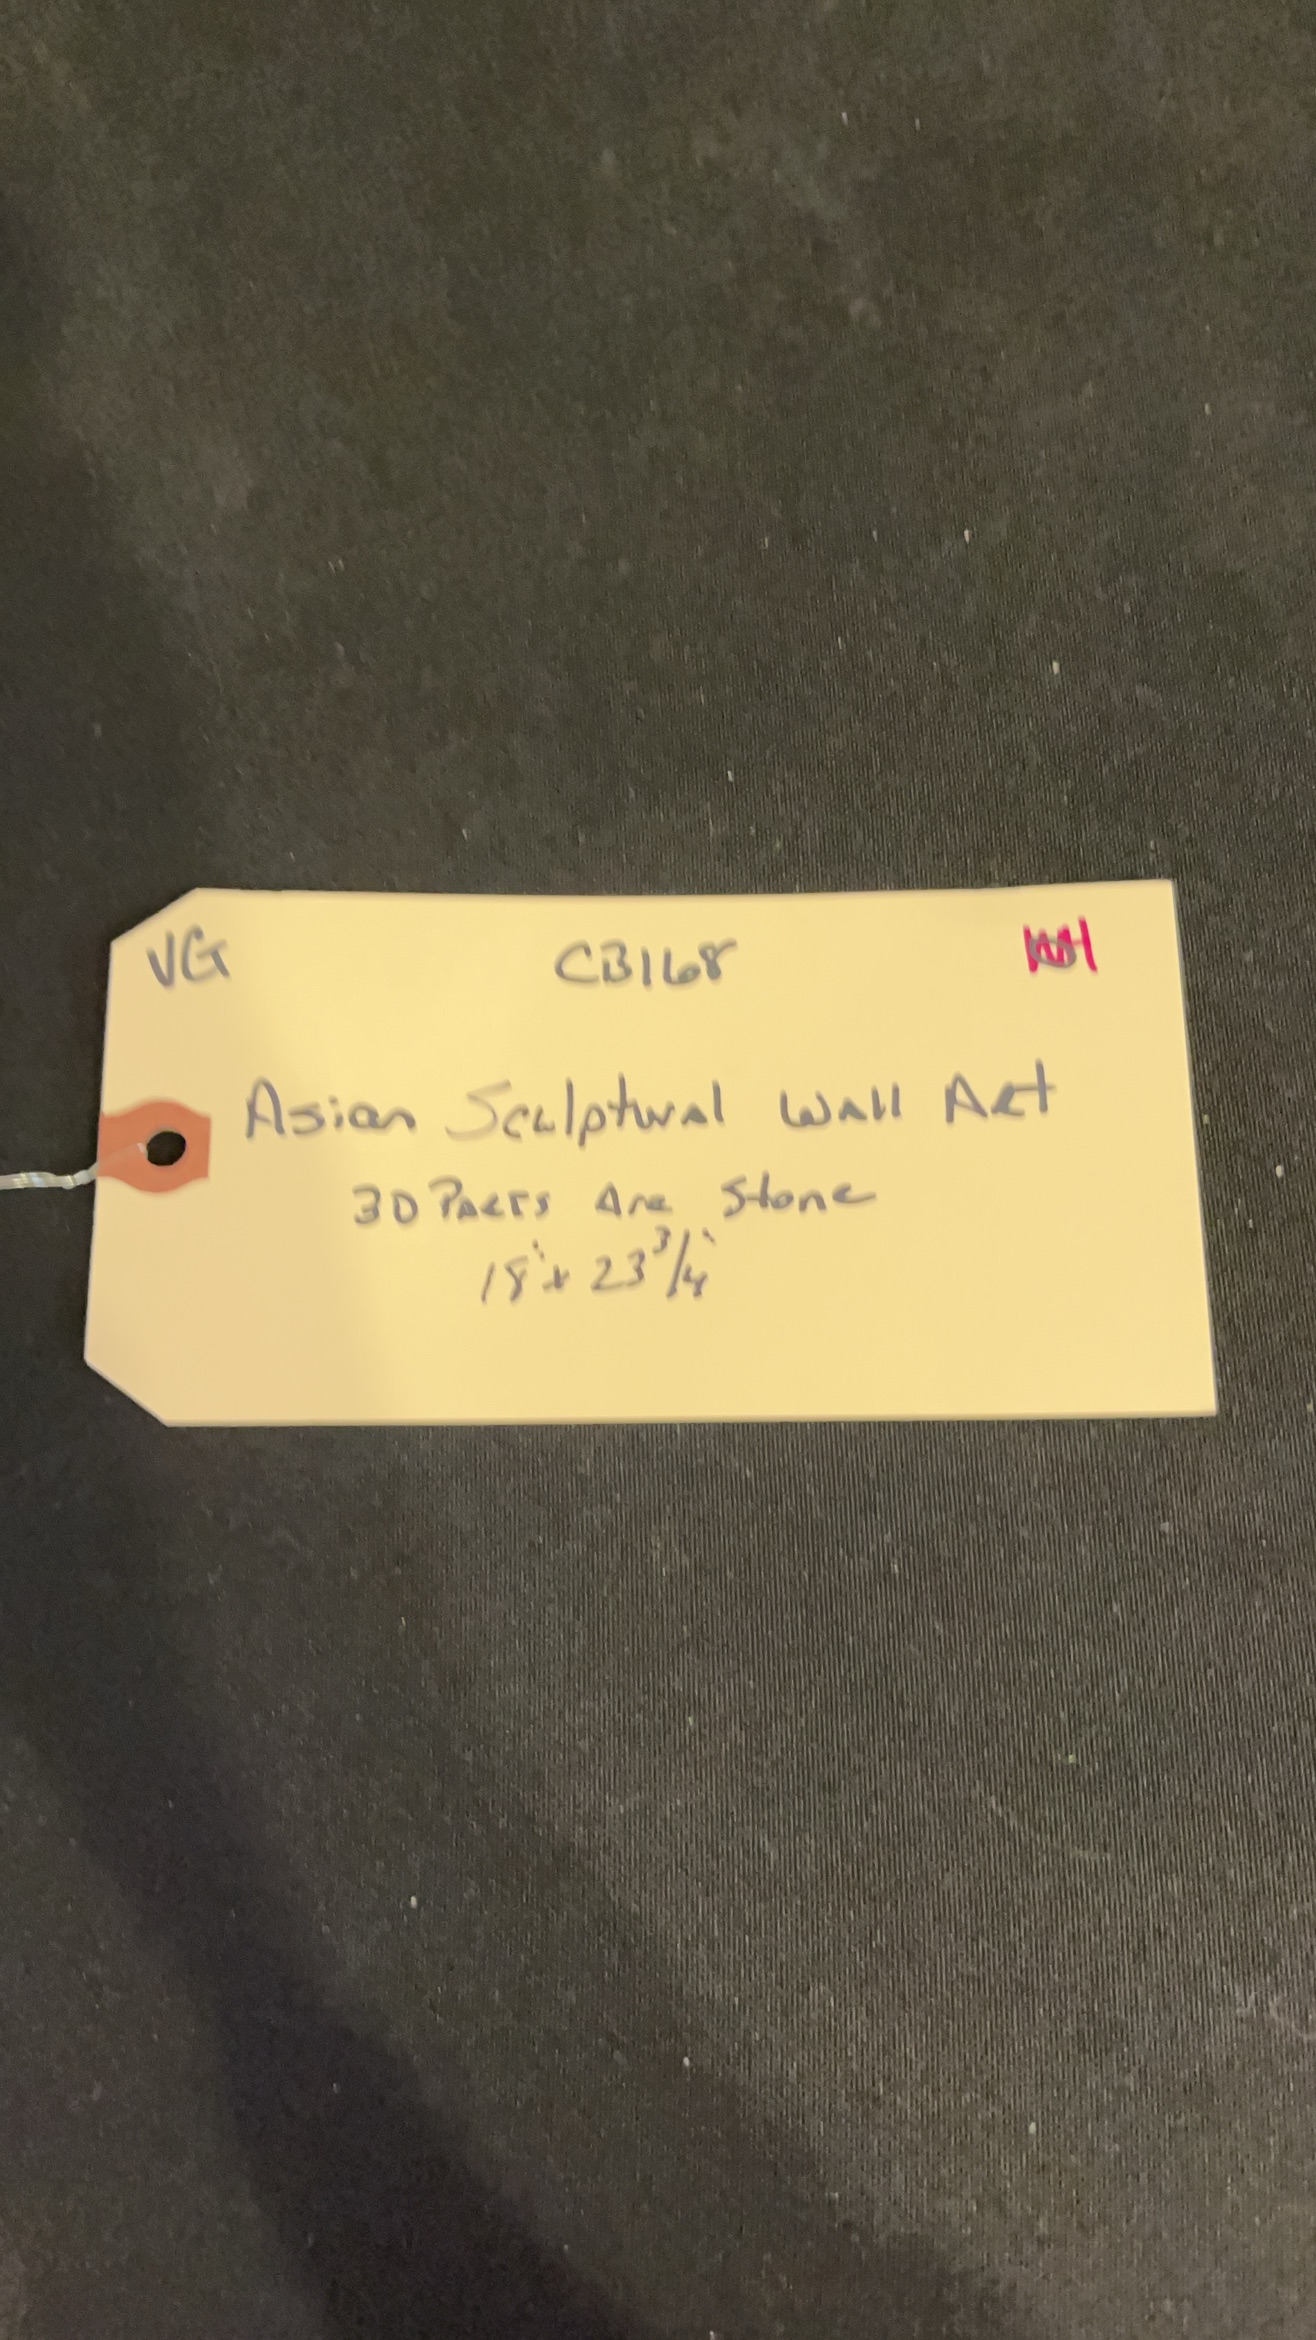 VG CB168
Asian Sculptural Wall Art
3D Parts Are Stone
18" x 23 3/4"